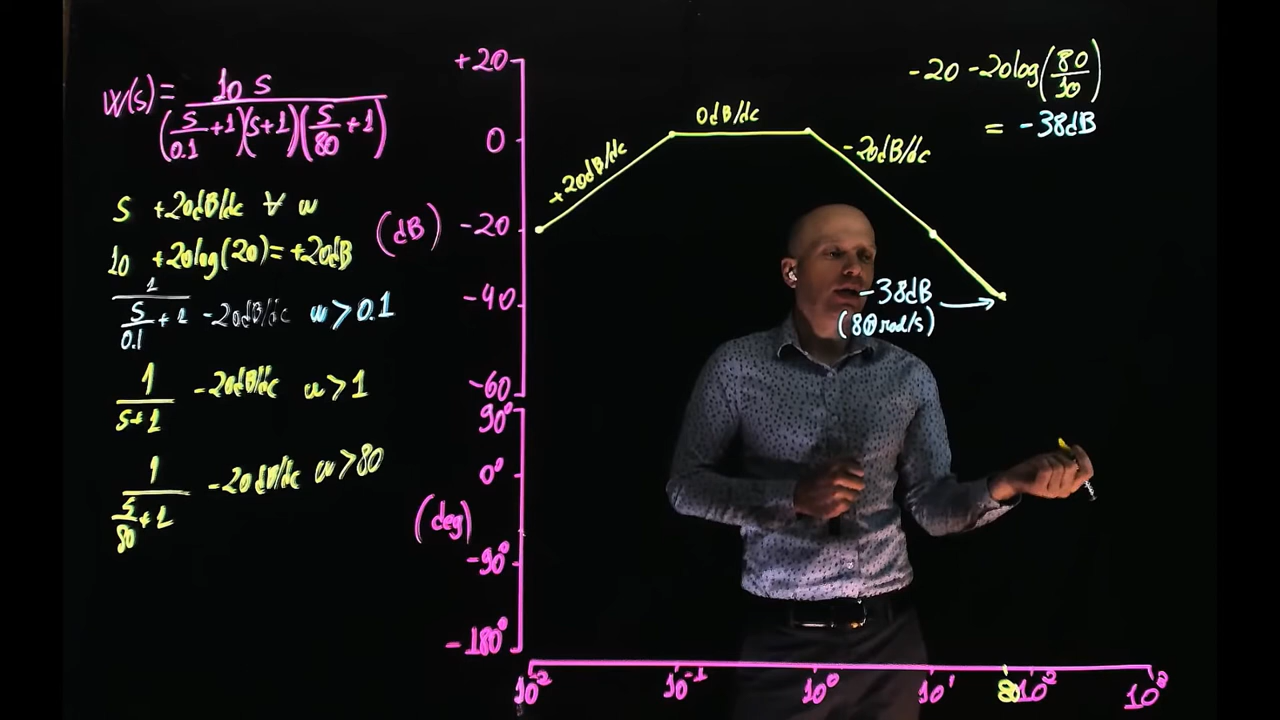 W(s) = 10 s / (s/0.1 + 1)(s+1)(s/80 + 1)
s +20dB/dc ∀ ω
10 +20log(20) = +20dB
1 / (s/0.1 + 1) -20dB/dc ω > 0.1
1 / (s+1) -20dB/dc ω > 1
1 / (s/80 + 1) -20dB/dc ω > 80
+20
0
(dB)
-20
-40
-60
90°
0°
(deg)
-90°
-180°
+20dB/dc
0dB/dc
-20dB/dc
-20 -20log(80/10)
= -38dB
-38dB
(80 rad/s)
10^-2 10^-1 10^0 10^1 80 10^2 10^3